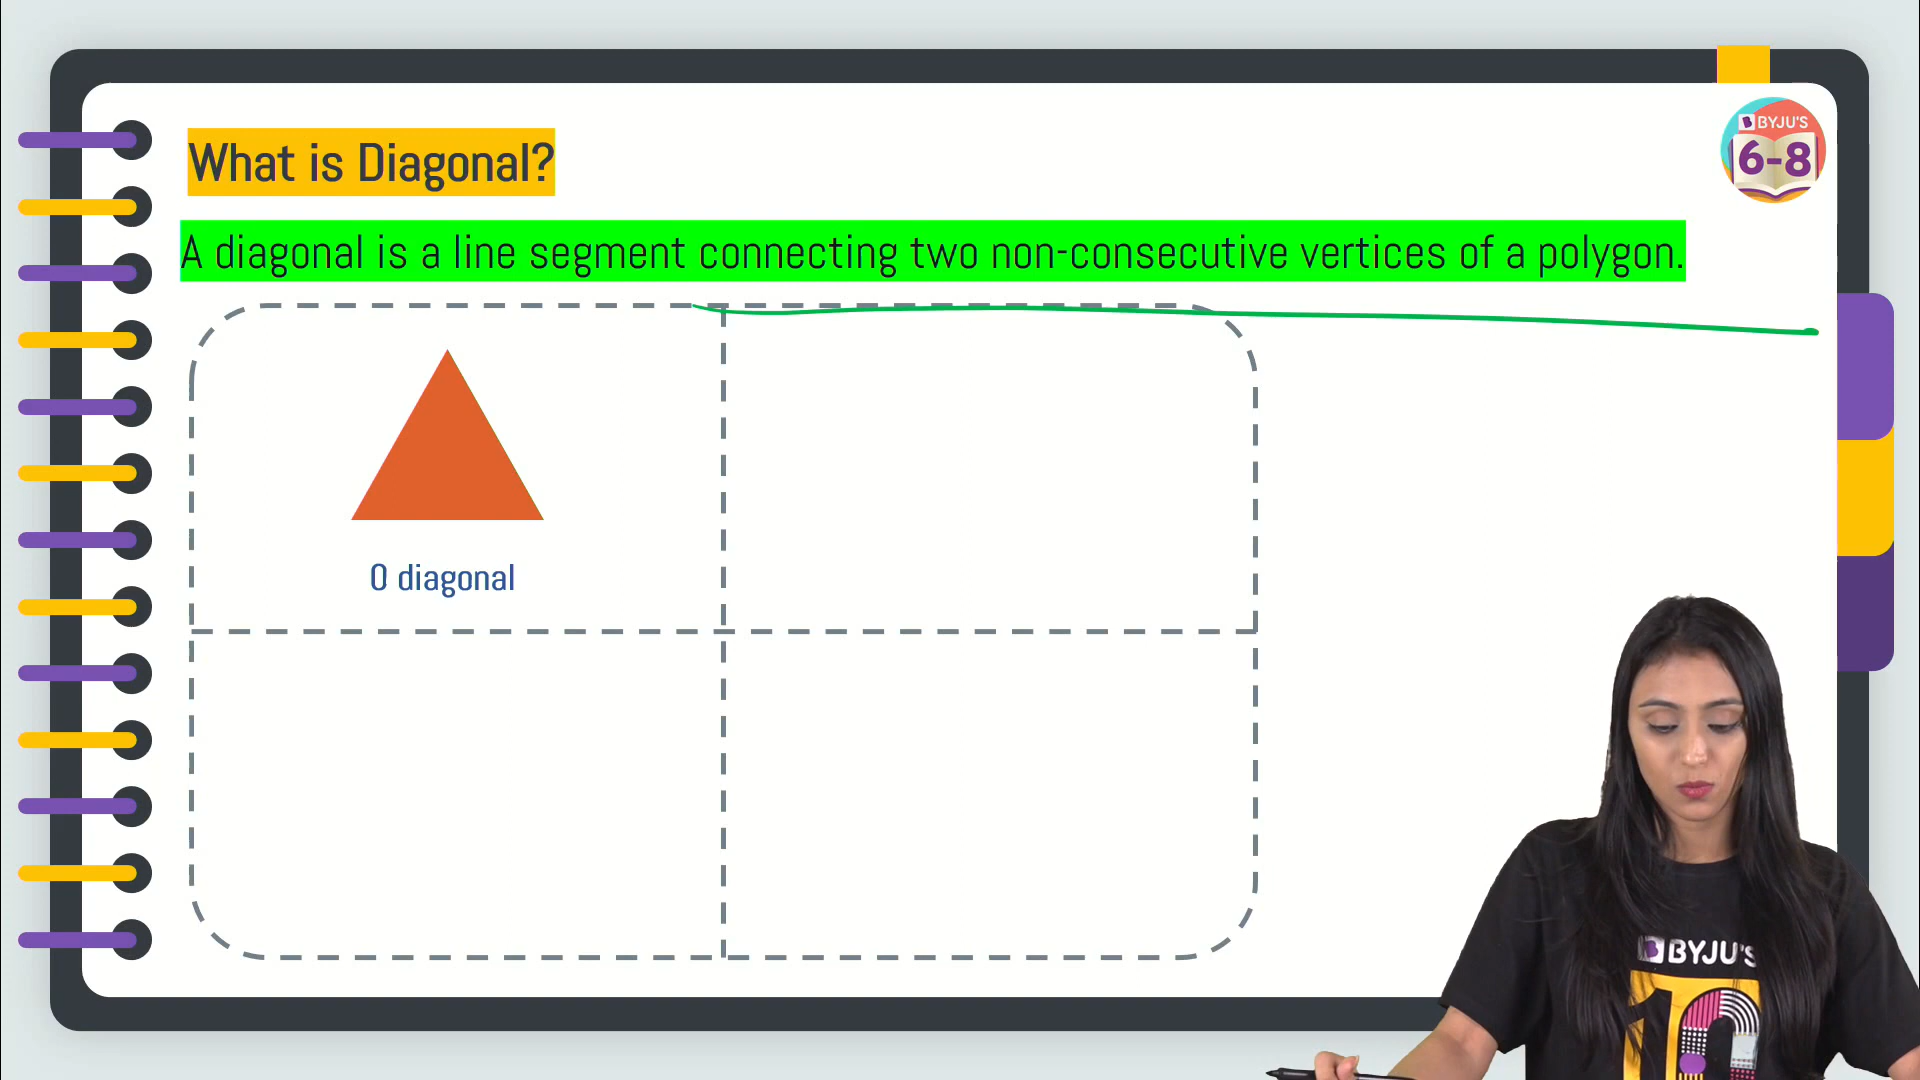 What is Diagonal?
BYJU'S
6-8
A diagonal is a line segment connecting two non-consecutive vertices of a polygon.
0 diagonal
BYJU'S
10